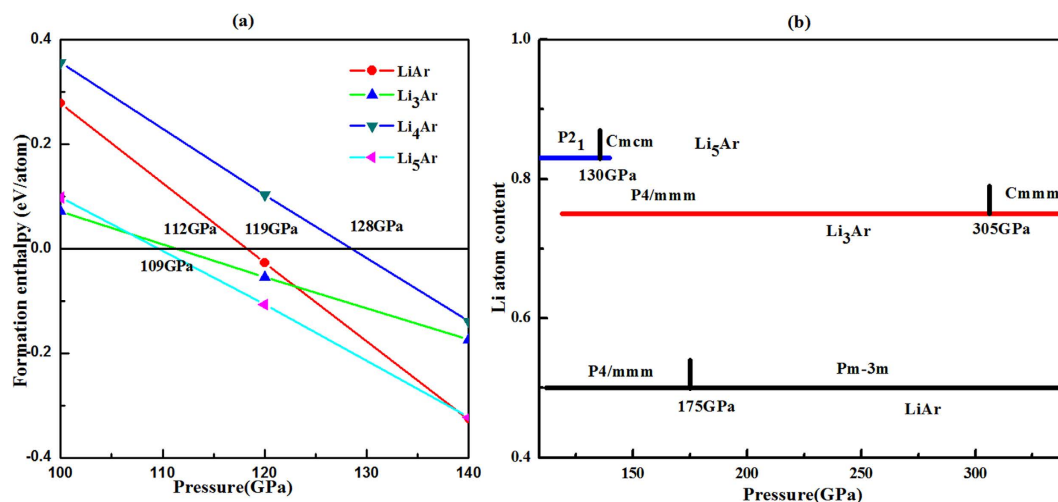 (a)
0.4
0.2
0.0
-0.2
-0.4
Formation enthalpy (eV/atom)
LiAr
Li3Ar
Li4Ar
Li5Ar
112GPa
119GPa
128GPa
109GPa
100
110
120
130
140
Pressure(GPa)
(b)
1.0
0.8
0.6
0.4
Li atom content
P21
Cmcm
Li5Ar
130GPa
P4/mmm
Cmmm
Li3Ar
305GPa
P4/mmm
Pm-3m
175GPa
LiAr
150
200
250
300
Pressure(GPa)